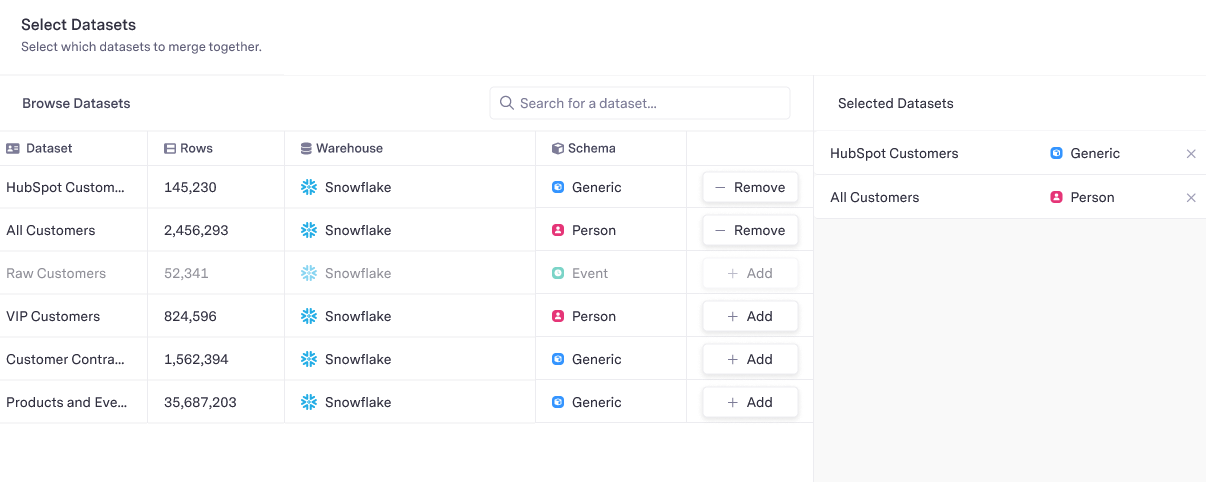 Select Datasets
Select which datasets to merge together.
Browse Datasets
Search for a dataset...
Selected Datasets
Dataset Rows Warehouse Schema
HubSpot Custom... 145,230 Snowflake Generic Remove
All Customers 2,456,293 Snowflake Person Remove
Raw Customers 52,341 Snowflake Event Add
VIP Customers 824,596 Snowflake Person Add
Customer Contra... 1,562,394 Snowflake Generic Add
Products and Eve... 35,687,203 Snowflake Generic Add
HubSpot Customers Generic
All Customers Person